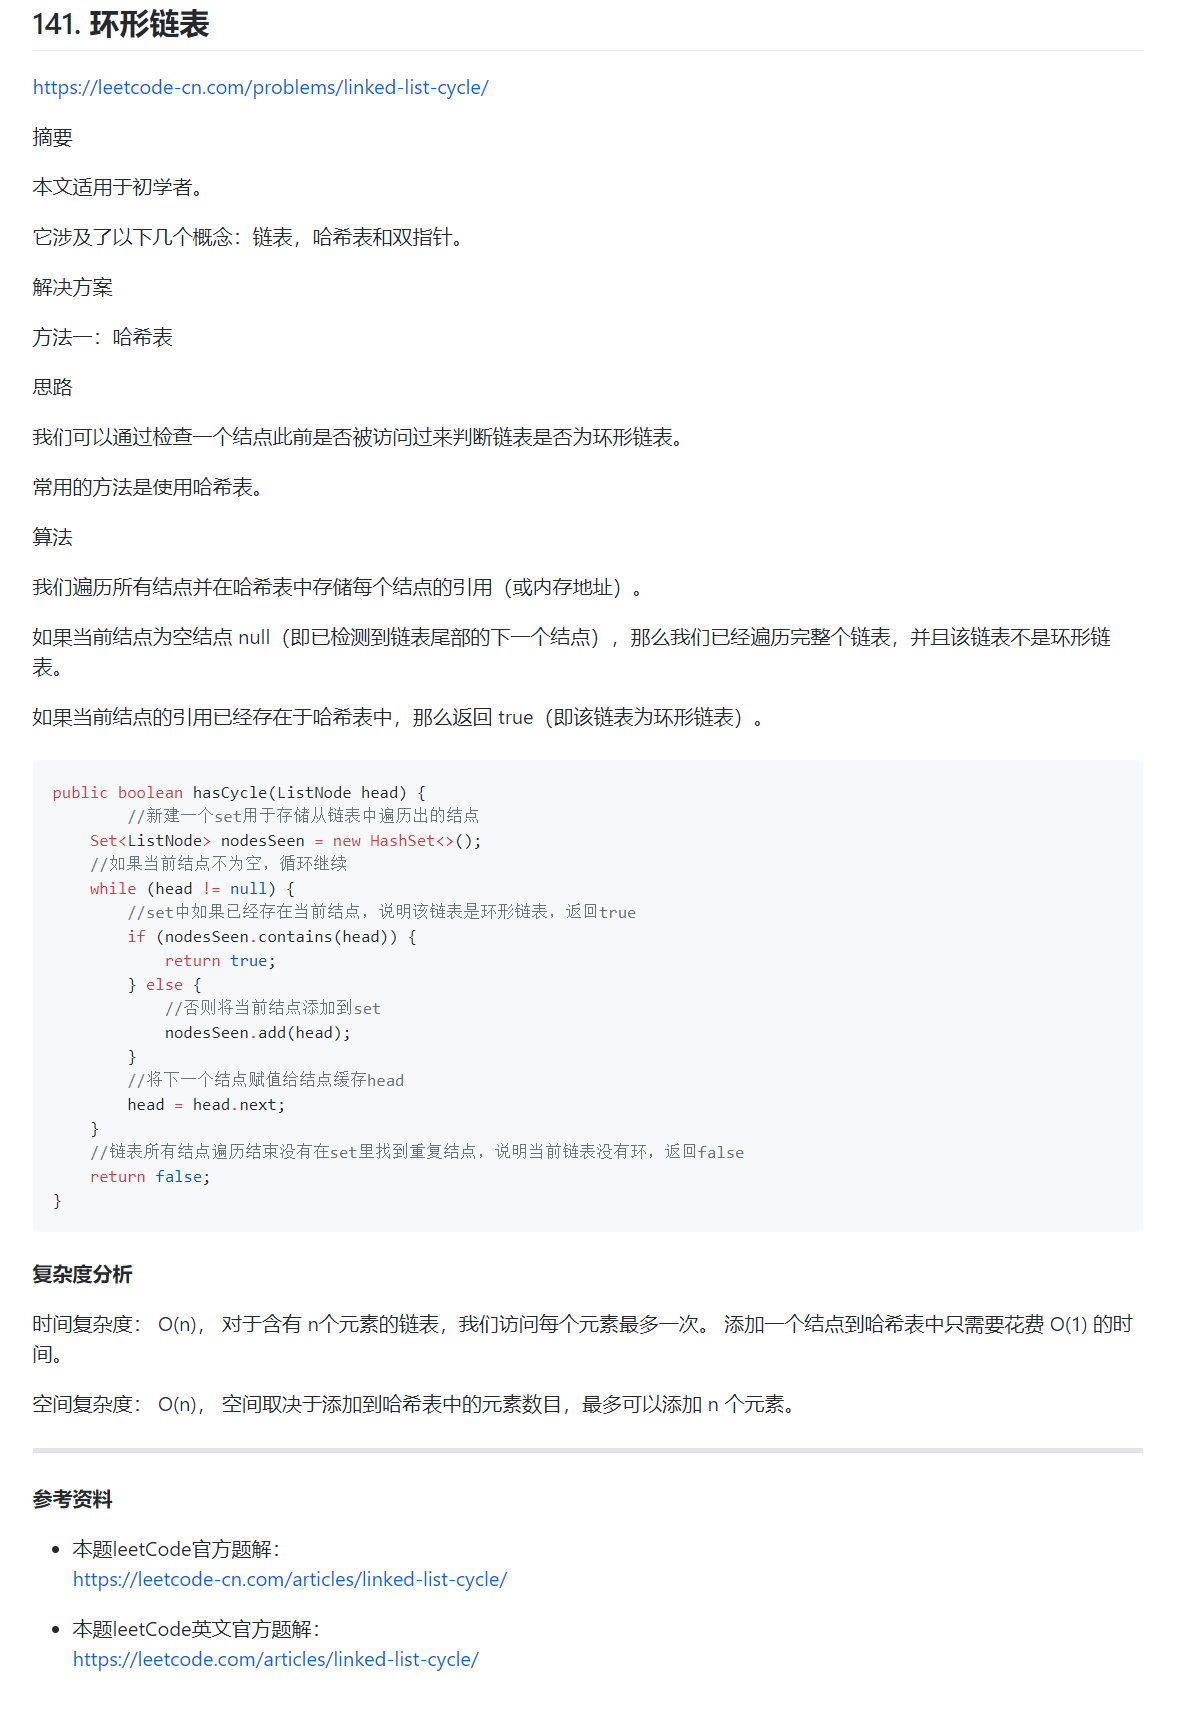 141. 环形链表
https://leetcode-cn.com/problems/linked-list-cycle/
摘要
本文适用于初学者。
它涉及了以下几个概念：链表，哈希表和双指针。
解决方案
方法一：哈希表
思路
我们可以通过检查一个结点此前是否被访问过来判断链表是否为环形链表。
常用的方法是使用哈希表。
算法
我们遍历所有结点并在哈希表中存储每个结点的引用（或内存地址）。
如果当前结点为空结点 null（即已检测到链表尾部的下一个结点），那么我们已经遍历完整个链表，并且该链表不是环形链
表。
如果当前结点的引用已经存在于哈希表中，那么返回 true（即该链表为环形链表）。
public boolean hasCycle(ListNode head) {
        //新建一个set用于存储从链表中遍历出的结点
    Set<ListNode> nodesSeen = new HashSet<>();
    //如果当前结点不为空，循环继续
    while (head != null) {
        //set中如果已经存在当前结点，说明该链表是环形链表，返回true
        if (nodesSeen.contains(head)) {
            return true;
        } else {
            //否则将当前结点添加到set
            nodesSeen.add(head);
        }
        //将下一个结点赋值给结点缓存head
        head = head.next;
    }
    //链表所有结点遍历结束没有在set里找到重复结点，说明当前链表没有环，返回false
    return false;
}
复杂度分析
时间复杂度： O(n)， 对于含有 n个元素的链表，我们访问每个元素最多一次。 添加一个结点到哈希表中只需要花费 O(1) 的时
间。
空间复杂度： O(n)， 空间取决于添加到哈希表中的元素数目，最多可以添加 n 个元素。
参考资料
• 本题leetCode官方题解：
https://leetcode-cn.com/articles/linked-list-cycle/
• 本题leetCode英文官方题解：
https://leetcode.com/articles/linked-list-cycle/